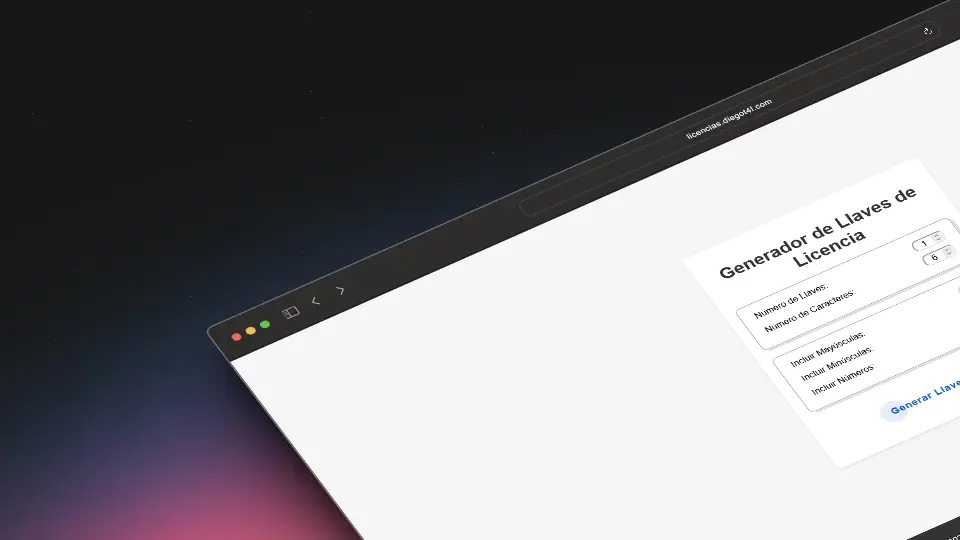 licencias.diegot4l.com
Generador de Llaves de
Licencia
Numero de Llaves:
1
Numero de Caracteres:
6
Incluir Mayúsculas:
Incluir Minúsculas:
Incluir Números:
Generar